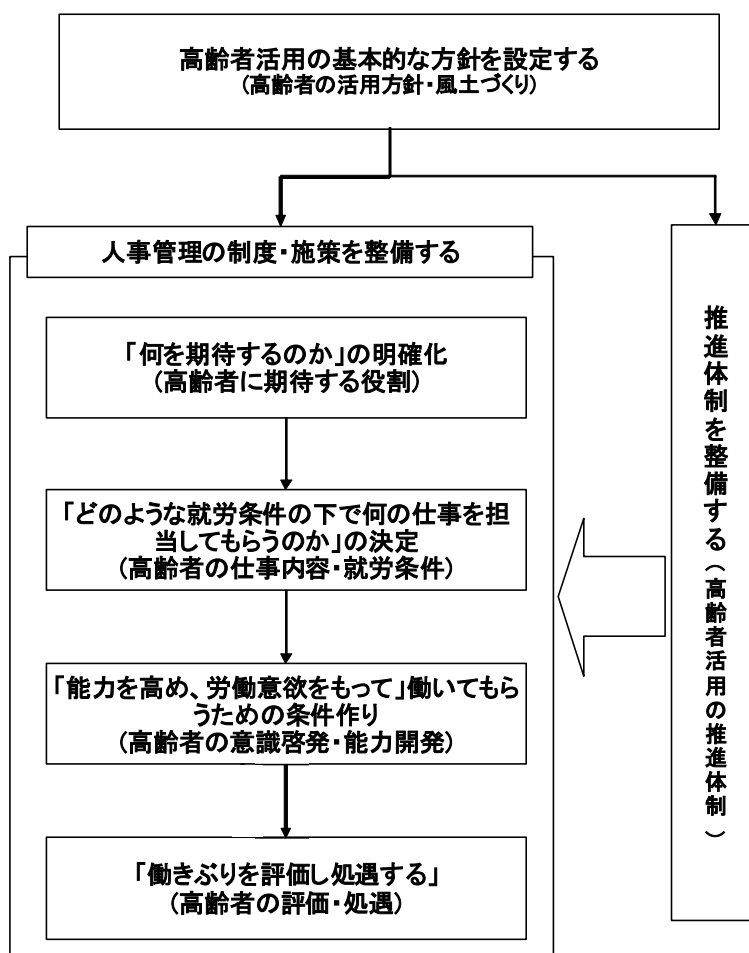 高齢者活用の基本的な方針を設定する
(高齢者の活用方針・風土づくり)
人事管理の制度・施策を整備する
「何を期待するのか」の明確化
(高齢者に期待する役割)
「どのような就労条件の下で何の仕事を担
当してもらうのか」の決定
(高齢者の仕事内容・就労条件)
「能力を高め、労働意欲をもって」働いてもら
うための条件作り
(高齢者の意識啓発・能力開発)
「働きぶりを評価し処遇する」
(高齢者の評価・処遇)
推進体制を整備する(高齢者活用の推進体制)